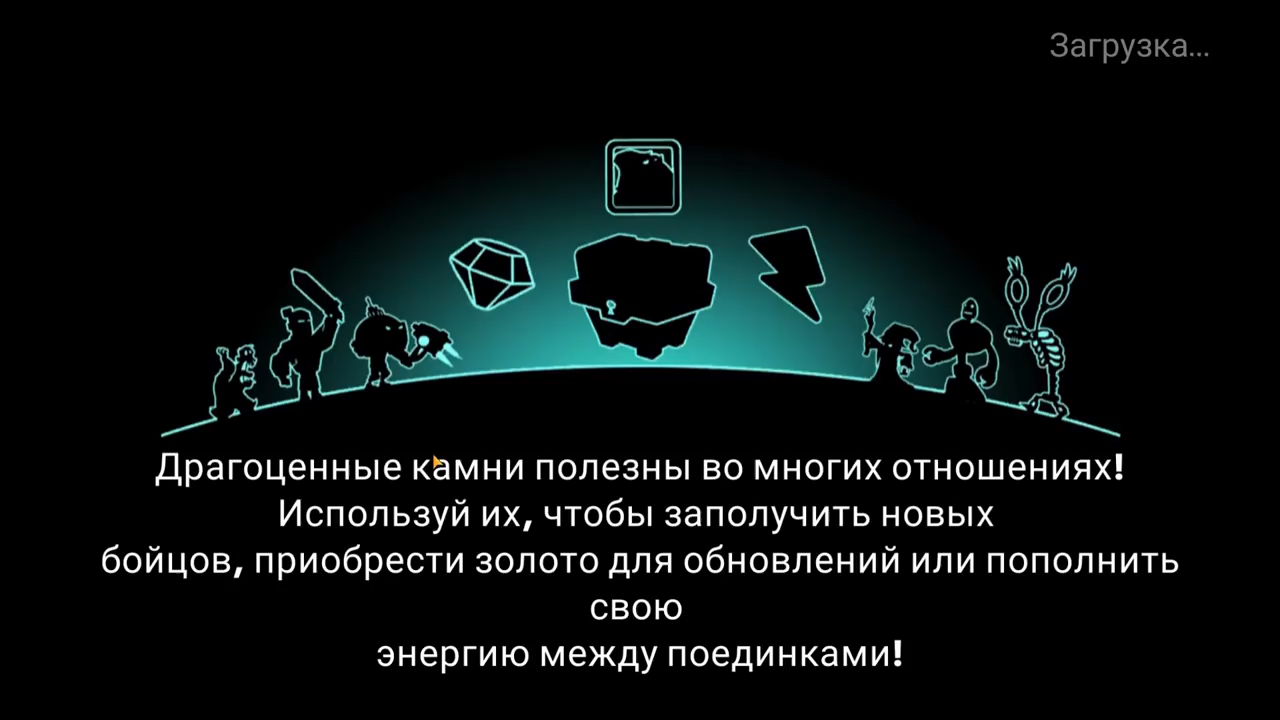 Загрузка...
Драгоценные камни полезны во многих отношениях!
Используй их, чтобы заполучить новых
бойцов, приобрести золото для обновлений или пополнить
свою
энергию между поединками!